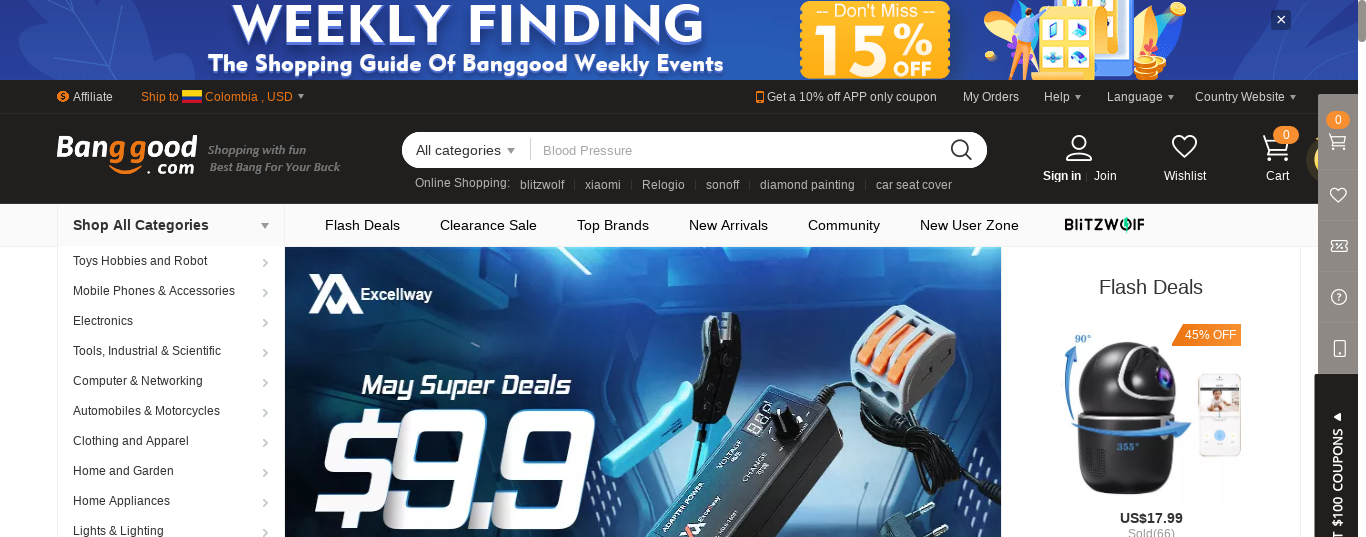 WEEKLY FINDING
The Shopping Guide Of Banggood Weekly Events
-- Don't Miss --
15% OFF
Affiliate
Ship to Colombia , USD
Get a 10% off APP only coupon
My Orders
Help
Language
Country Website
Banggood.com
Shopping with fun
Best Bang For Your Buck
All categories
Blood Pressure
Online Shopping: blitzwolf xiaomi Relogio sonoff diamond painting car seat cover
Sign in Join
Wishlist
0
Cart
0
Shop All Categories
Flash Deals
Clearance Sale
Top Brands
New Arrivals
Community
New User Zone
BLITZWOLF
Toys Hobbies and Robot
Mobile Phones & Accessories
Electronics
Tools, Industrial & Scientific
Computer & Networking
Automobiles & Motorcycles
Clothing and Apparel
Home and Garden
Home Appliances
Lights & Lighting
Excellway
May Super Deals
$9.9
VOLTAGE
CHANGE
ADAPTER POWER
Excellway
Flash Deals
45% OFF
90°
355°
US$17.99
Sold(66)
$100 COUPONS